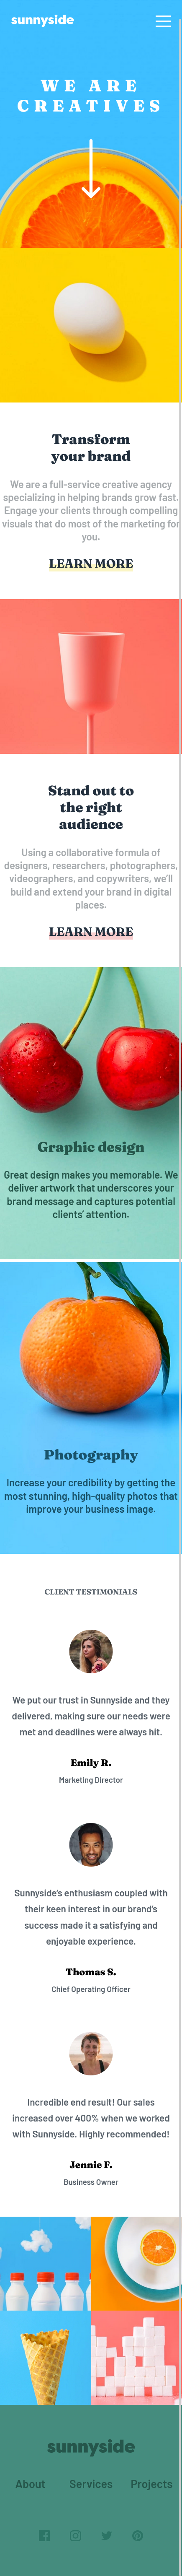 sunnyside
WE ARE
CREATIVES
Transform
your brand
We are a full-service creative agency
specializing in helping brands grow fast.
Engage your clients through compelling
visuals that do most of the marketing for
you.
LEARN MORE
Stand out to
the right
audience
Using a collaborative formula of
designers, researchers, photographers,
videographers, and copywriters, we'll
build and extend your brand in digital
places.
LEARN MORE
Graphic design
Great design makes you memorable. We
deliver artwork that underscores your
brand message and captures potential
clients' attention.
Photography
Increase your credibility by getting the
most stunning, high-quality photos that
improve your business image.
CLIENT TESTIMONIALS
We put our trust in Sunnyside and they
delivered, making sure our needs were
met and deadlines were always hit.
Emily R.
Marketing Director
Sunnyside's enthusiasm coupled with
their keen interest in our brand's
success made it a satisfying and
enjoyable experience.
Thomas S.
Chief Operating Officer
Incredible end result! Our sales
increased over 400% when we worked
with Sunnyside. Highly recommended!
Jennie F.
Business Owner
sunnyside
About Services Projects